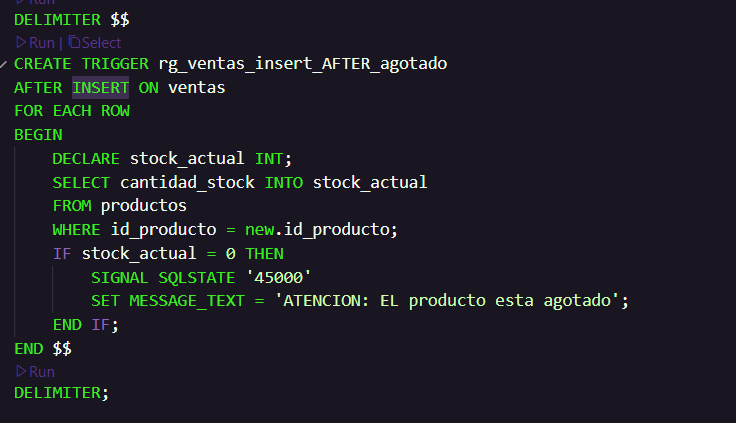 Run
DELIMITER $$
Run | Select
CREATE TRIGGER rg_ventas_insert_AFTER_agotado
AFTER INSERT ON ventas
FOR EACH ROW
BEGIN
DECLARE stock_actual INT;
SELECT cantidad_stock INTO stock_actual
FROM productos
WHERE id_producto = new.id_producto;
IF stock_actual = 0 THEN
SIGNAL SQLSTATE '45000'
SET MESSAGE_TEXT = 'ATENCION: EL producto esta agotado';
END IF;
END $$
Run
DELIMITER;